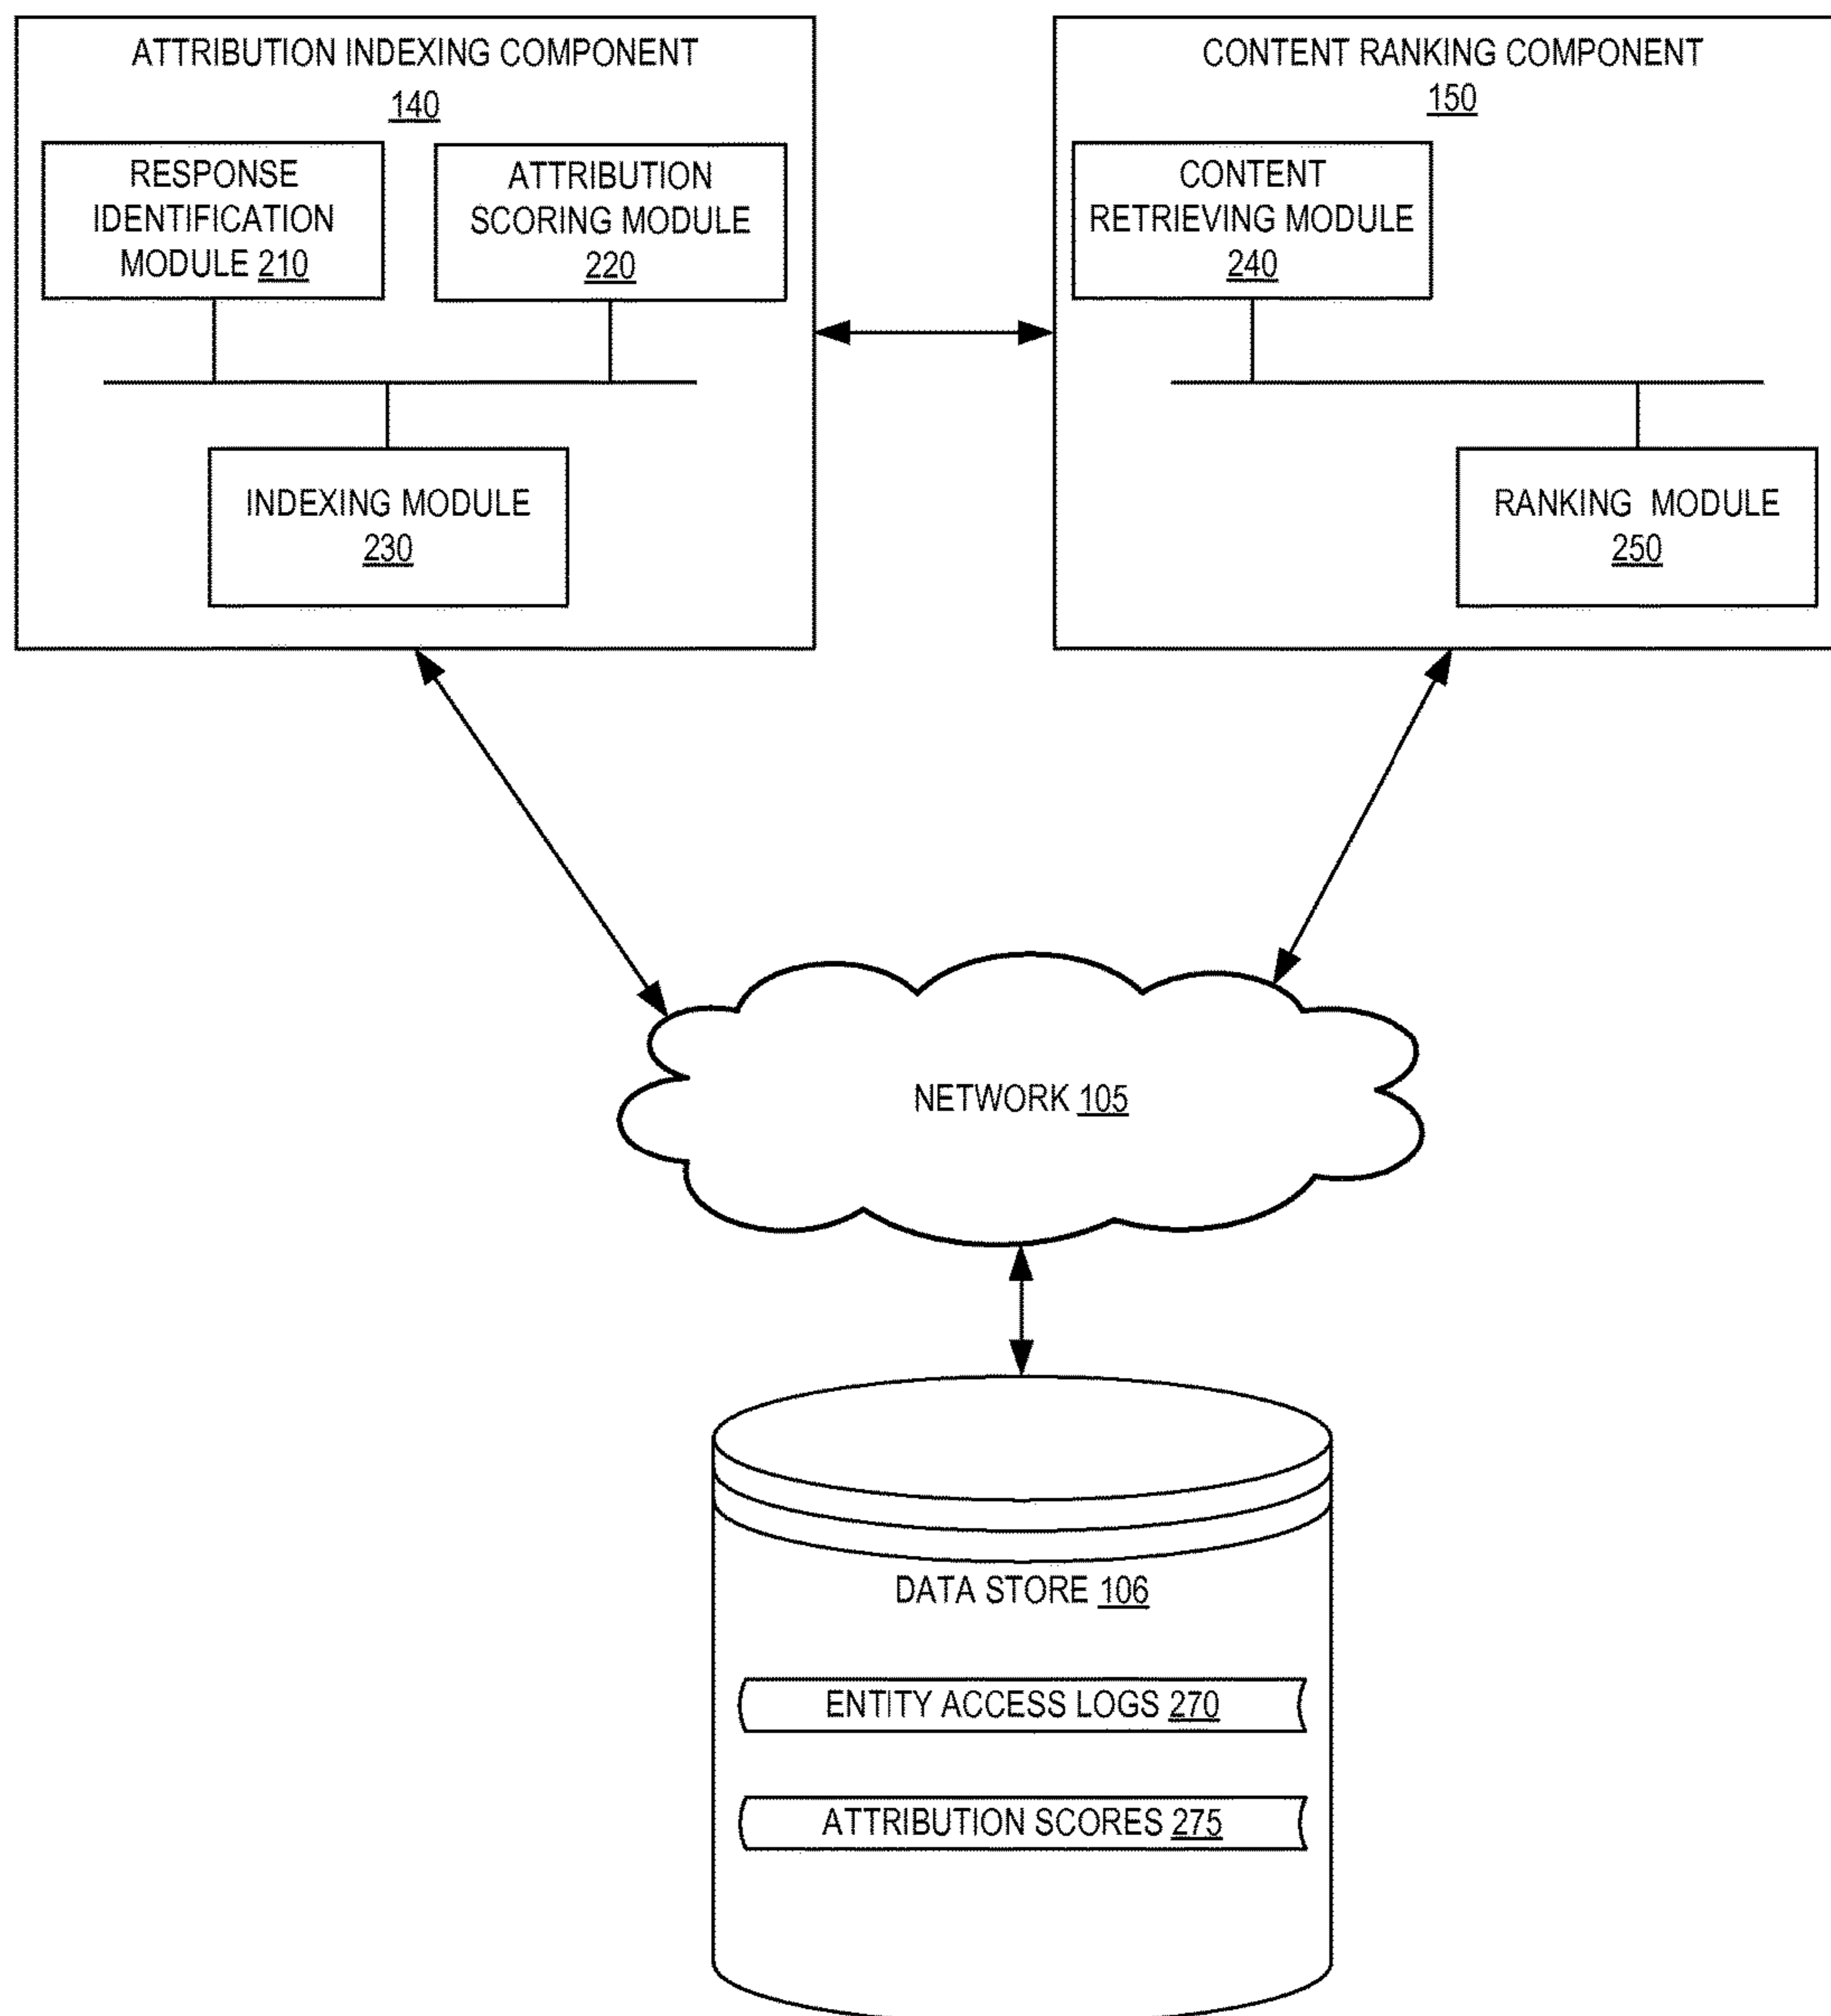 ATTRIBUTION INDEXING COMPONENT
140
RESPONSE
IDENTIFICATION
MODULE 210
ATTRIBUTION
SCORING MODULE
220
INDEXING MODULE
230
CONTENT RANKING COMPONENT
150
CONTENT
RETRIEVING MODULE
240
RANKING MODULE
250
NETWORK 105
DATA STORE 106
ENTITY ACCESS LOGS 270
ATTRIBUTION SCORES 275